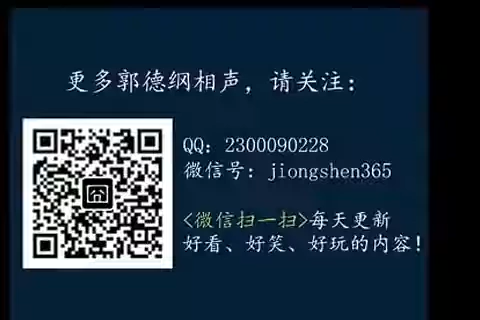 更多郭德纲相声，请关注：
QQ：2300090228
微信号：jiongshen365
<微信扫一扫>每天更新
好看、好笑、好玩的内容！
囧